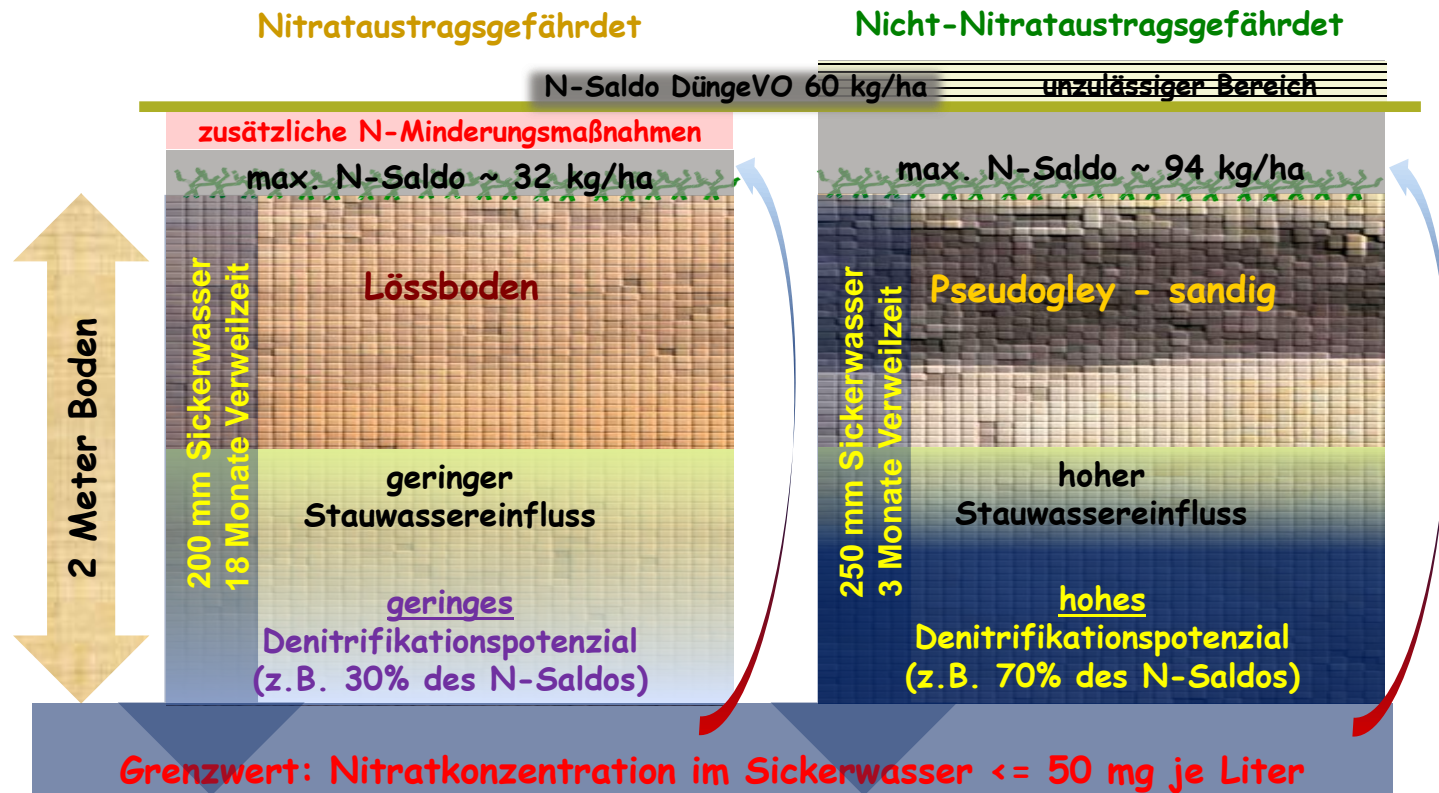 Nitrataustragsgefährdet
Nicht-Nitrataustragsgefährdet
N-Saldo DüngeVO 60 kg/ha
unzulässiger Bereich
zusätzliche N-Minderungsmaßnahmen
max. N-Saldo ~ 32 kg/ha
max. N-Saldo ~ 94 kg/ha
2 Meter Boden
200 mm Sickerwasser
18 Monate Verweilzeit
Lössboden
geringer
Stauwassereinfluss
geringes
Denitrifikationspotenzial
(z.B. 30% des N-Saldos)
250 mm Sickerwasser
3 Monate Verweilzeit
Pseudogley - sandig
hoher
Stauwassereinfluss
hohes
Denitrifikationspotenzial
(z.B. 70% des N-Saldos)
Grenzwert: Nitratkonzentration im Sickerwasser <= 50 mg je Liter